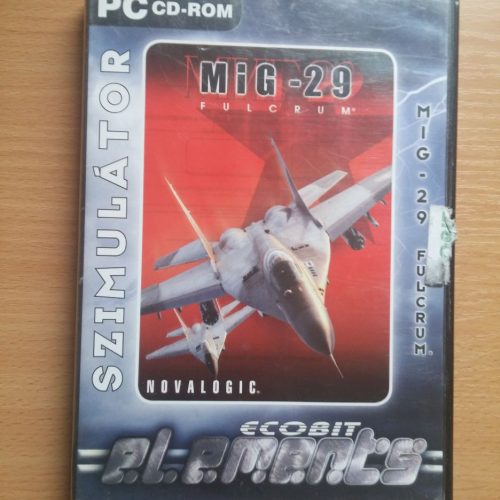 PC CD-ROM
SZIMULÁTOR
MiG-29
FULCRUM®
MIG-29 FULCRUM®
NOVALOGIC®
ECOBIT
elements